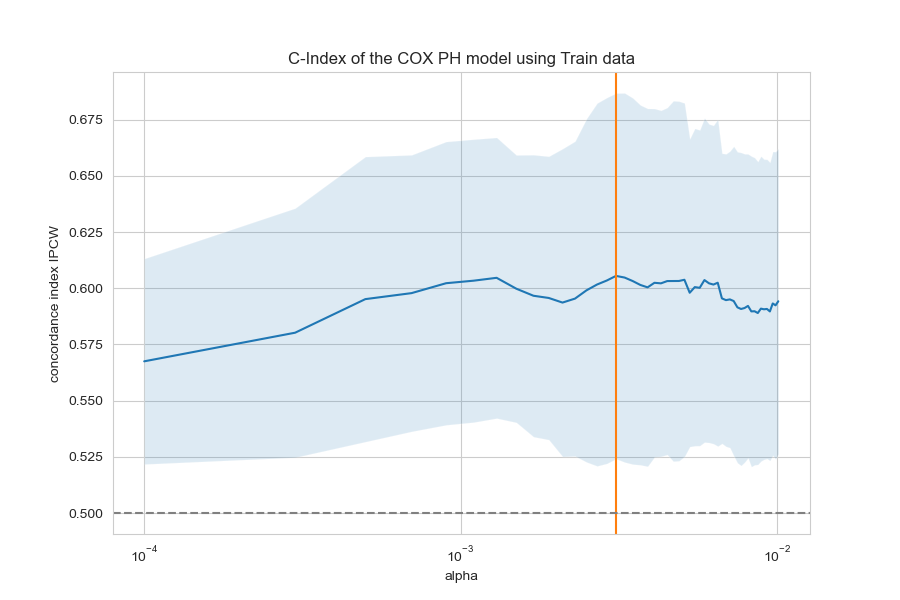 C-Index of the COX PH model using Train data
concordance index IPCW
0.675
0.650
0.625
0.600
0.575
0.550
0.525
0.500
10⁻⁴ 10⁻³ 10⁻²
alpha